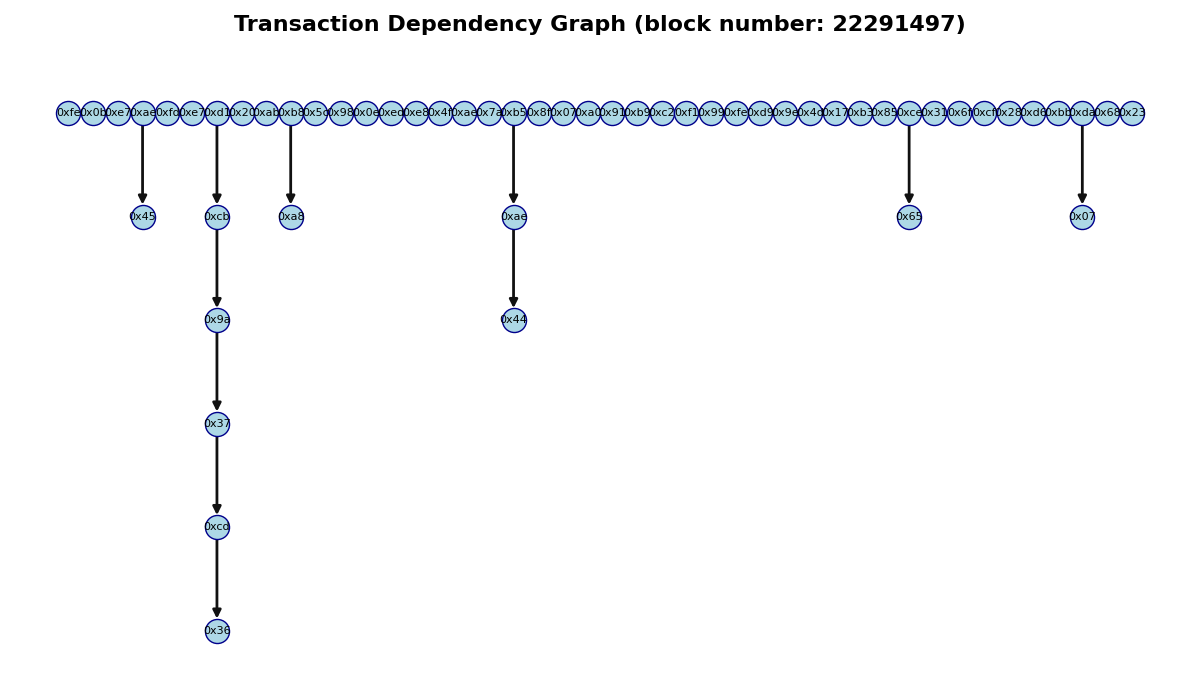 Transaction Dependency Graph (block number: 22291497)
0xfe 0x0b 0xe7 0xae 0xfd 0xe7 0xd1 0x20 0xab 0xb8 0x5c 0x98 0x0e 0xed 0xe8 0x4f 0xae 0x7a 0xb5 0x8f 0x07 0xa0 0x91 0xb9 0xc2 0xf1 0x99 0xfe 0xd9 0x9e 0x4d 0x17 0xb3 0x85 0xce 0x31 0x6f 0xcf 0x28 0xd6 0xbb 0xda 0x68 0x23
0x45 0xcb 0xa8 0xae 0x65 0x07
0x9a 0x44
0x37
0xcd
0x36